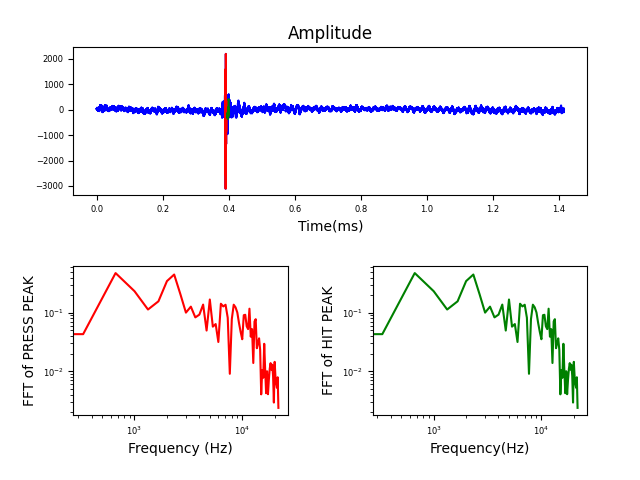 Amplitude
2000
1000
0
−1000
−2000
−3000
0.0 0.2 0.4 0.6 0.8 1.0 1.2 1.4
Time(ms)
FFT of PRESS PEAK
10⁻¹
10⁻²
10³ 10⁴
Frequency (Hz)
FFT of HIT PEAK
10⁻¹
10⁻²
10³ 10⁴
Frequency(Hz)